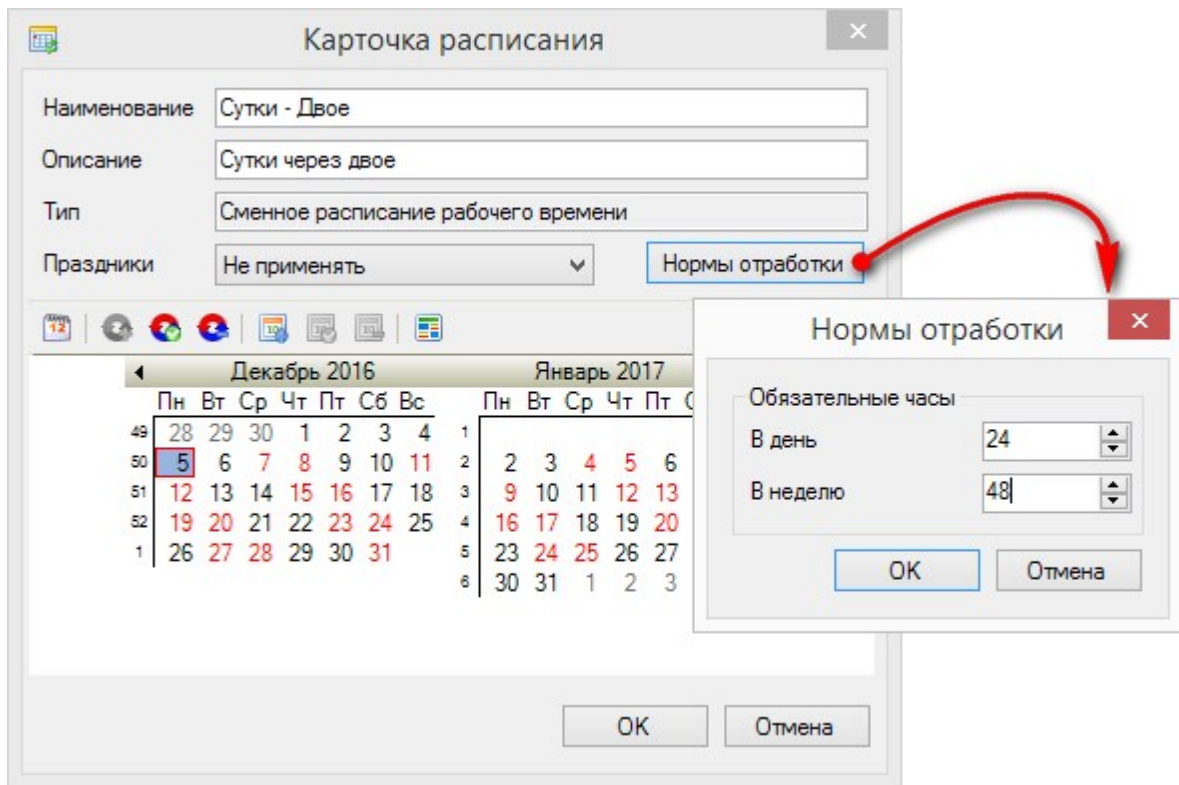 Карточка расписания
Наименование Сутки - Двое
Описание Сутки через двое
Тип Сменное расписание рабочего времени
Праздники Не применять Нормы отработки
12
Декабрь 2016
Пн Вт Ср Чт Пт Сб Вс
49 28 29 30 1 2 3 4
50 5 6 7 8 9 10 11
51 12 13 14 15 16 17 18
52 19 20 21 22 23 24 25
1 26 27 28 29 30 31
Январь 2017
Пн Вт Ср Чт Пт
1
2 2 3 4 5 6
3 9 10 11 12 13
4 16 17 18 19 20
5 23 24 25 26 27
6 30 31 1 2 3
OK Отмена
Нормы отработки
Обязательные часы
В день 24
В неделю 48
OK Отмена